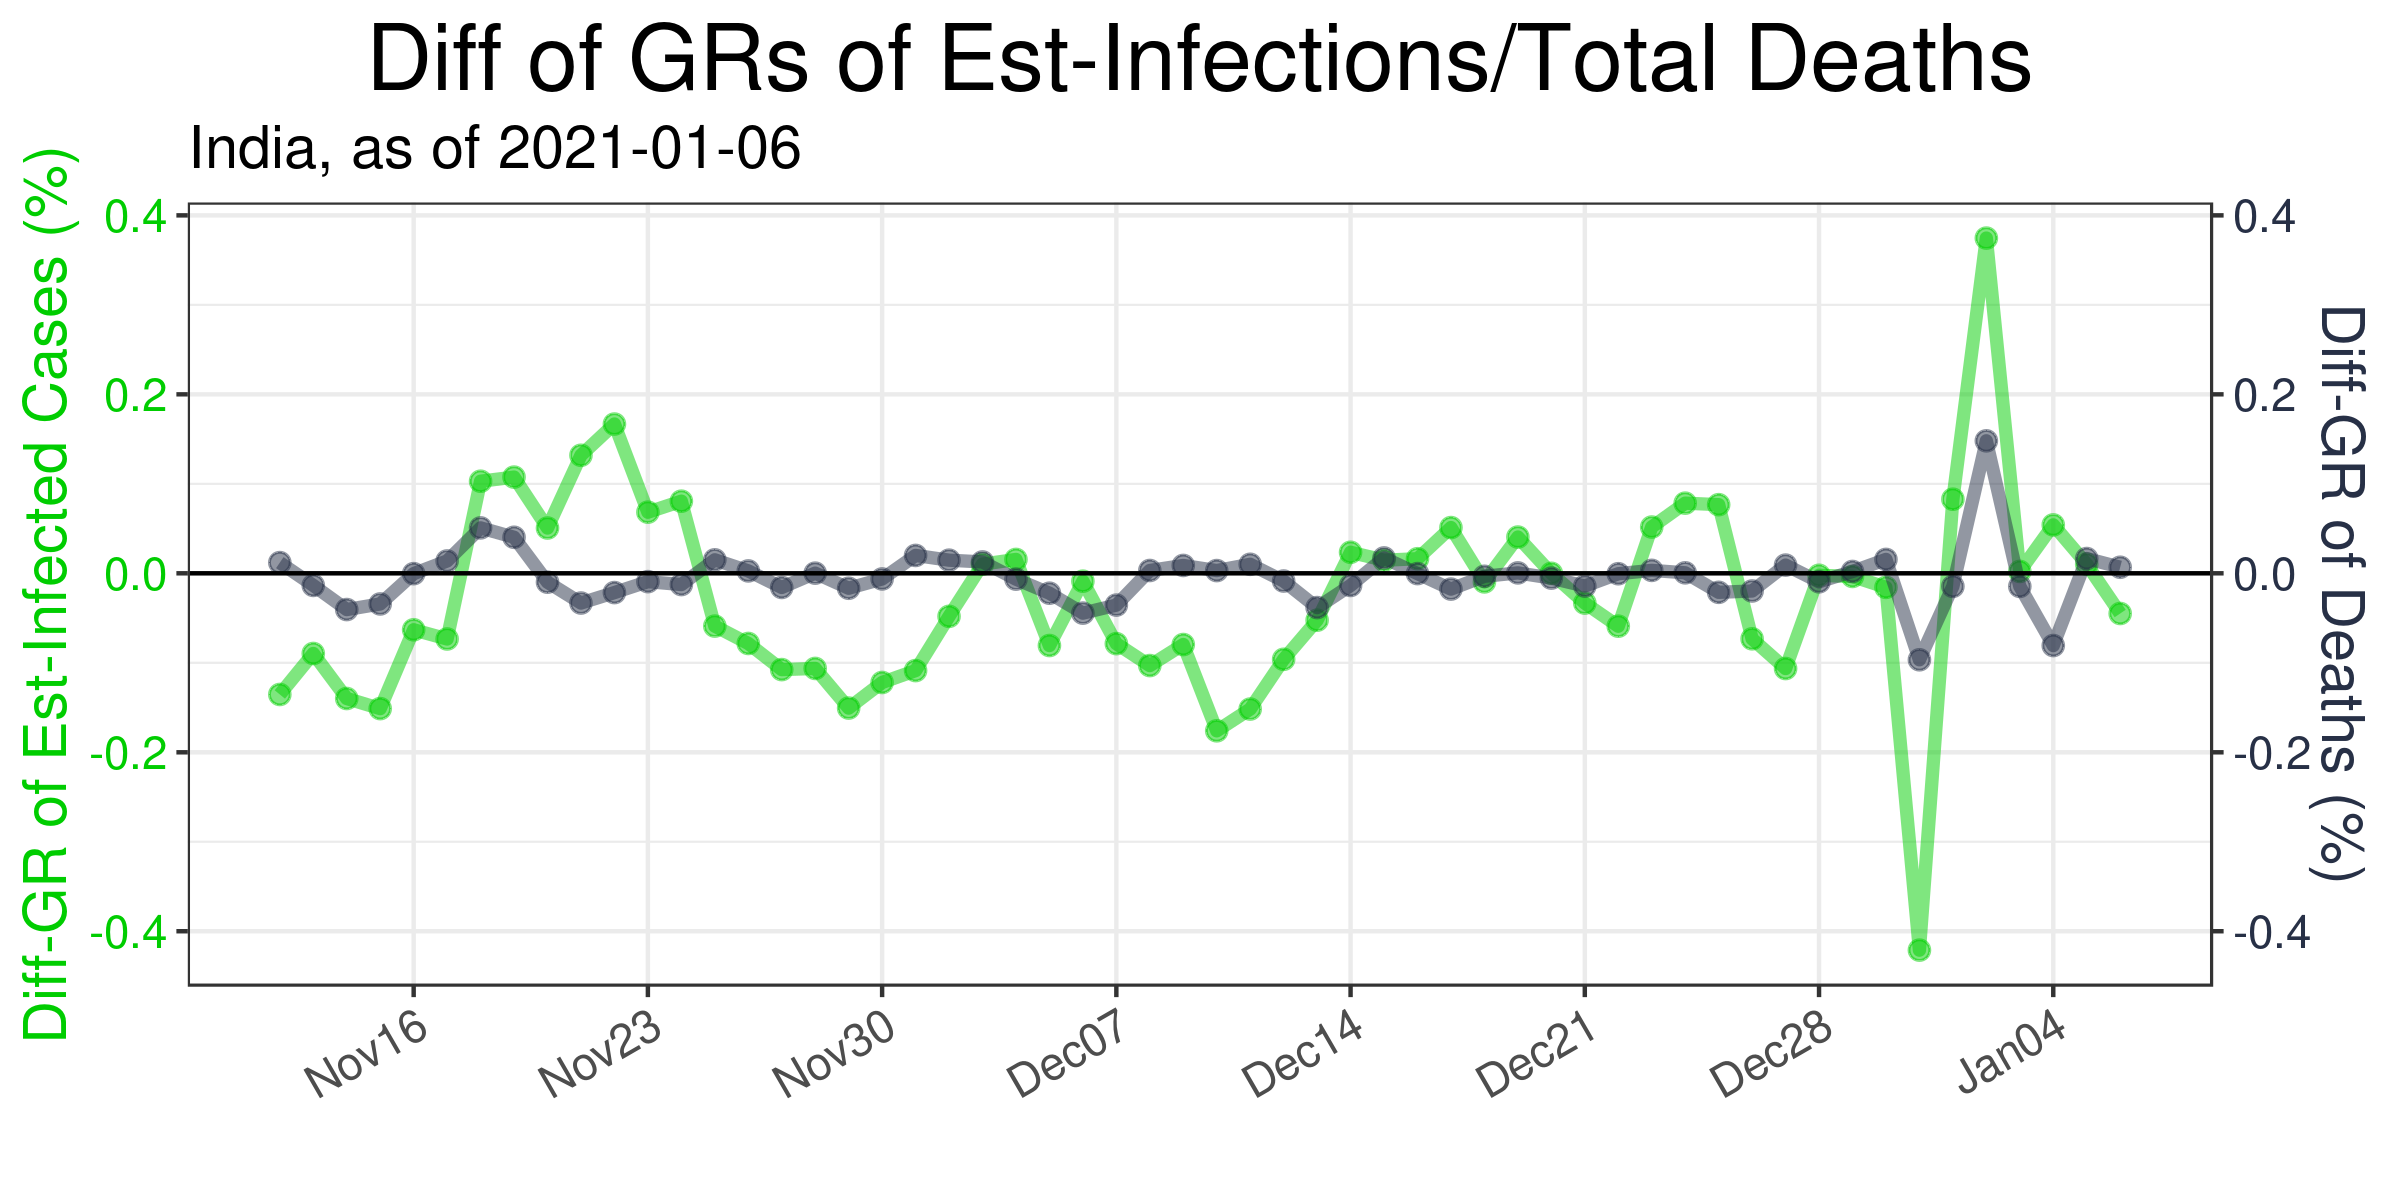 Diff of GRs of Est-Infections/Total Deaths
India, as of 2021-01-06
Diff-GR of Est-Infected Cases (%)
0.4
0.2
0.0
-0.2
-0.4
0.4
0.2
0.0
-0.2
-0.4
Diff-GR of Deaths (%)
Nov16
Nov23
Nov30
Dec07
Dec14
Dec21
Dec28
Jan04